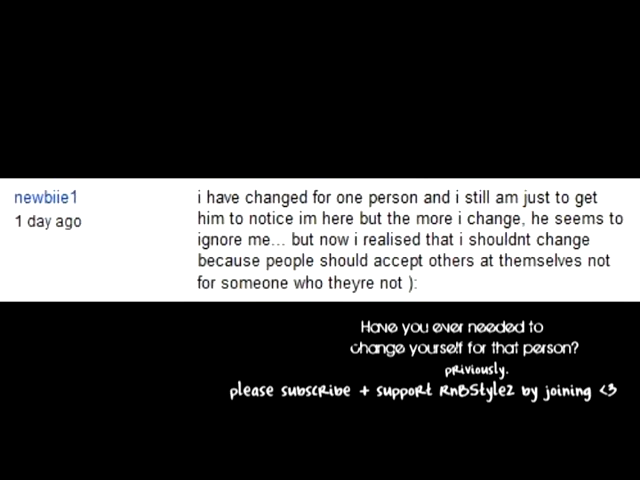 newbiie1
1 day ago
i have changed for one person and i still am just to get
him to notice im here but the more i change, he seems to
ignore me... but now i realised that i shouldnt change
because people should accept others at themselves not
for someone who theyre not ):
Have you ever needed to
change yourself for that person?
priviously.
please subscribe + support RnBStylez by joining <3